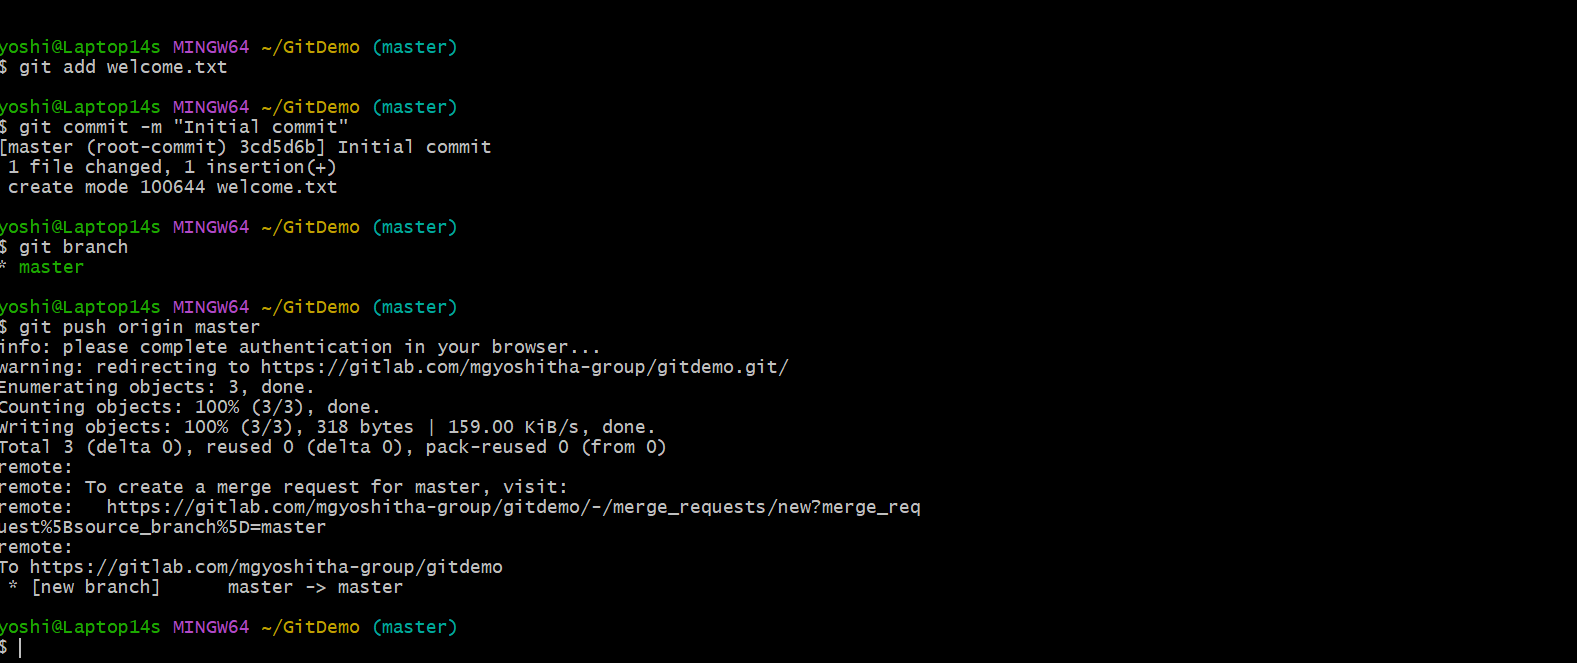 yoshi@Laptop14s MINGW64 ~/GitDemo (master)
$ git add welcome.txt
yoshi@Laptop14s MINGW64 ~/GitDemo (master)
$ git commit -m "Initial commit"
[master (root-commit) 3cd5d6b] Initial commit
1 file changed, 1 insertion(+)
create mode 100644 welcome.txt
yoshi@Laptop14s MINGW64 ~/GitDemo (master)
$ git branch
* master
yoshi@Laptop14s MINGW64 ~/GitDemo (master)
$ git push origin master
info: please complete authentication in your browser...
warning: redirecting to https://gitlab.com/mgyoshitha-group/gitdemo.git/
Enumerating objects: 3, done.
Counting objects: 100% (3/3), done.
Writing objects: 100% (3/3), 318 bytes | 159.00 KiB/s, done.
Total 3 (delta 0), reused 0 (delta 0), pack-reused 0 (from 0)
remote:
remote: To create a merge request for master, visit:
remote:   https://gitlab.com/mgyoshitha-group/gitdemo/-/merge_requests/new?merge_req
uest%5Bsource_branch%5D=master
remote:
To https://gitlab.com/mgyoshitha-group/gitdemo
* [new branch]      master -> master
yoshi@Laptop14s MINGW64 ~/GitDemo (master)
$